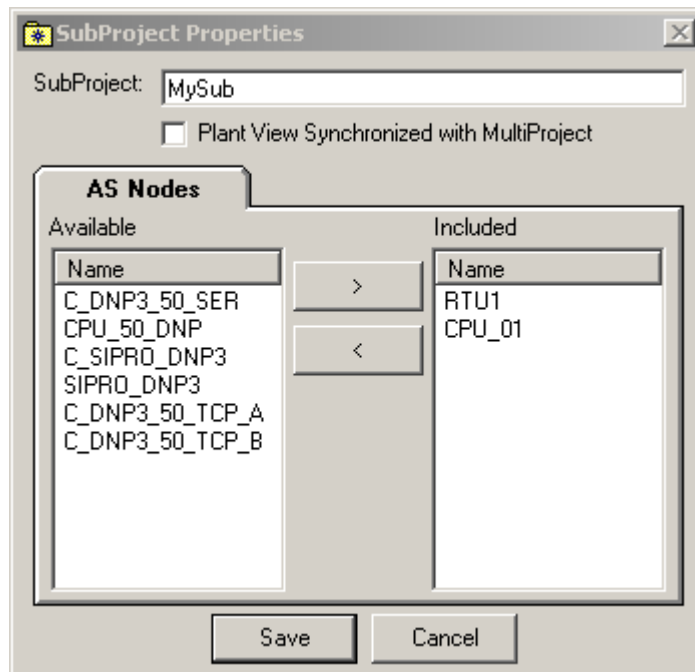 SubProject Properties
SubProject: MySub
Plant View Synchronized with MultiProject
AS Nodes
Available Included
Name > Name
C_DNP3_50_SER RTU1
CPU_50_DNP < CPU_01
C_SIPRO_DNP3
SIPRO_DNP3
C_DNP3_50_TCP_A
C_DNP3_50_TCP_B
Save Cancel